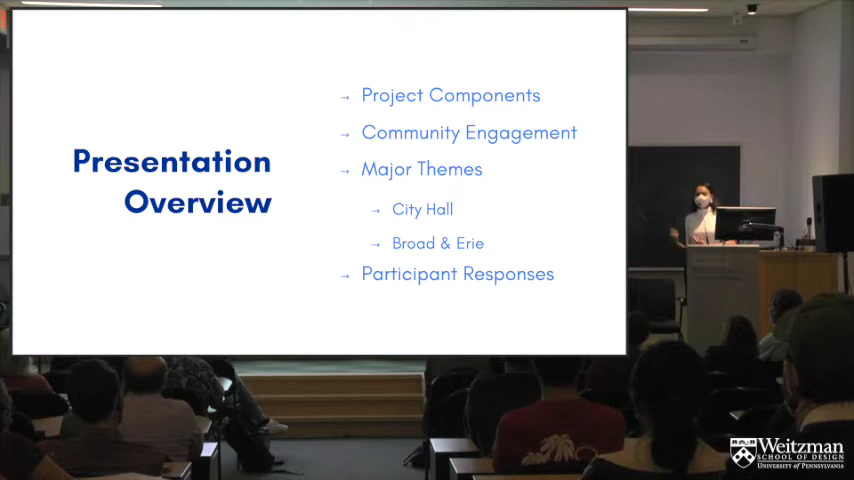 Presentation
Overview
→ Project Components
→ Community Engagement
→ Major Themes
→ City Hall
→ Broad & Erie
→ Participant Responses
Weitzman
SCHOOL OF DESIGN
UNIVERSITY of PENNSYLVANIA